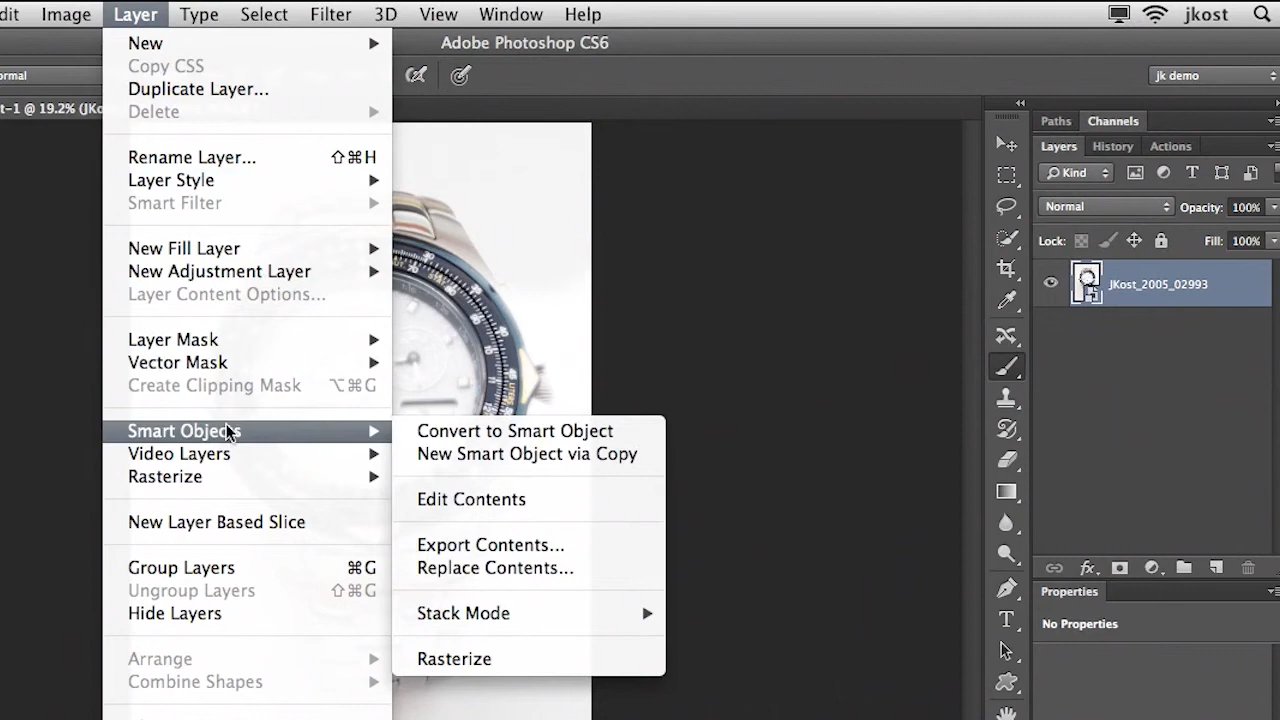 dit Image Layer Type Select Filter 3D View Window Help jkost
Adobe Photoshop CS6
ormal
jk demo
t-1 @ 19.2% (JKo
New
Copy CSS
Duplicate Layer...
Delete
Rename Layer... ⇧⌘H
Layer Style
Smart Filter
New Fill Layer
New Adjustment Layer
Layer Content Options...
Layer Mask
Vector Mask
Create Clipping Mask ⌥⌘G
Smart Objects
Video Layers
Rasterize
New Layer Based Slice
Group Layers ⌘G
Ungroup Layers ⇧⌘G
Hide Layers
Arrange
Combine Shapes
Convert to Smart Object
New Smart Object via Copy
Edit Contents
Export Contents...
Replace Contents...
Stack Mode
Rasterize
Paths Channels
Layers History Actions
Kind
Normal Opacity: 100%
Lock: Fill: 100%
JKost_2005_02993
fx
Properties
No Properties